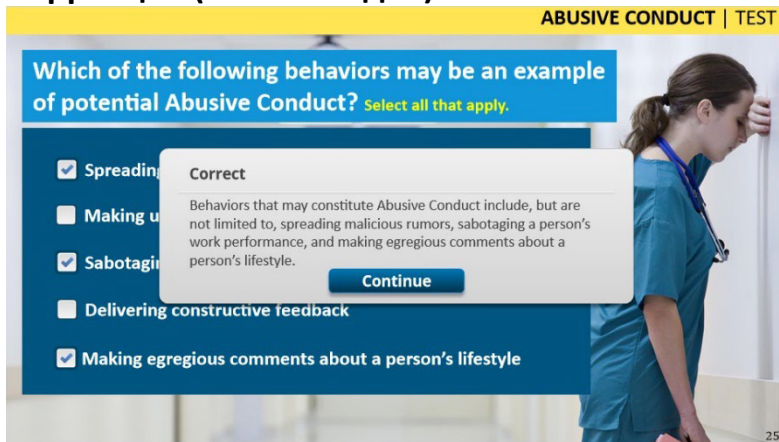 ABUSIVE CONDUCT | TEST
Which of the following behaviors may be an example
of potential Abusive Conduct? Select all that apply.
Spreading
Correct
Behaviors that may constitute Abusive Conduct include, but are
not limited to, spreading malicious rumors, sabotaging a person's
work performance, and making egregious comments about a
person's lifestyle.
Continue
Making u
Sabotagin
Delivering constructive feedback
Making egregious comments about a person's lifestyle
25